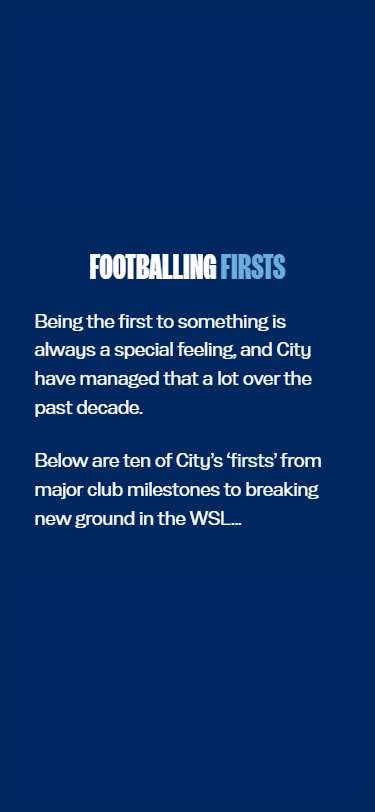 FOOTBALLING FIRSTS
Being the first to something is
always a special feeling, and City
have managed that a lot over the
past decade.
Below are ten of City's ‘firsts’ from
major club milestones to breaking
new ground in the WSL...